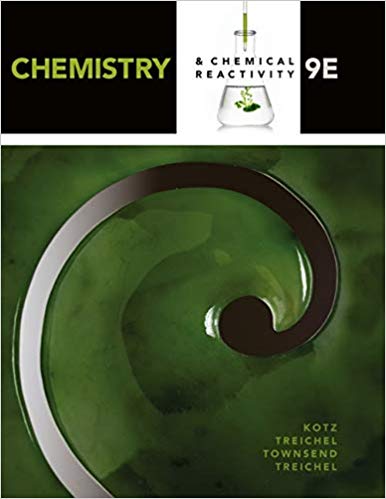 CHEMISTRY
& CHEMICAL
REACTIVITY
9E
KOTZ
TREICHEL
TOWNSEND
TREICHEL